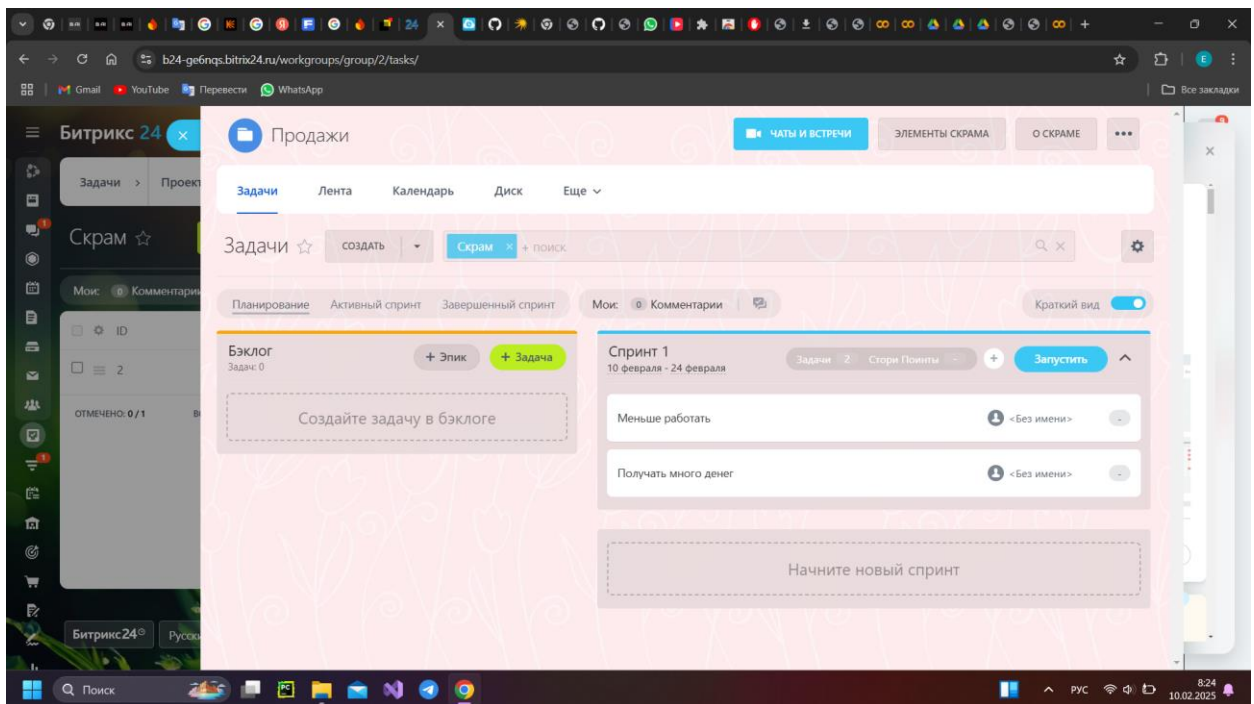 24
b24-ge6nqs.bitrix24.ru/workgroups/group/2/tasks/
Gmail YouTube Перевести WhatsApp Все закладки
Битрикс 24
Продажи ЧАТЫ И ВСТРЕЧИ ЭЛЕМЕНТЫ СКРАМА О СКРАМЕ
Задачи > Проект
Задачи Лента Календарь Диск Еще
Скрам
Задачи СОЗДАТЬ Скрам × + поиск
Мои: 0 Комментарии
Планирование Активный спринт Завершенный спринт Мои: 0 Комментарии Краткий вид
ID
2
ОТМЕЧЕНО: 0 / 1
Бэклог
Задач: 0
+ Эпик + Задача
Создайте задачу в бэклоге
Спринт 1
10 февраля - 24 февраля
Задачи 2 Стори Поинты - + Запустить
Меньше работать <Без имени> -
Получать много денег <Без имени> -
Начните новый спринт
Битрикс24
Поиск
РУС
8:24
10.02.2025